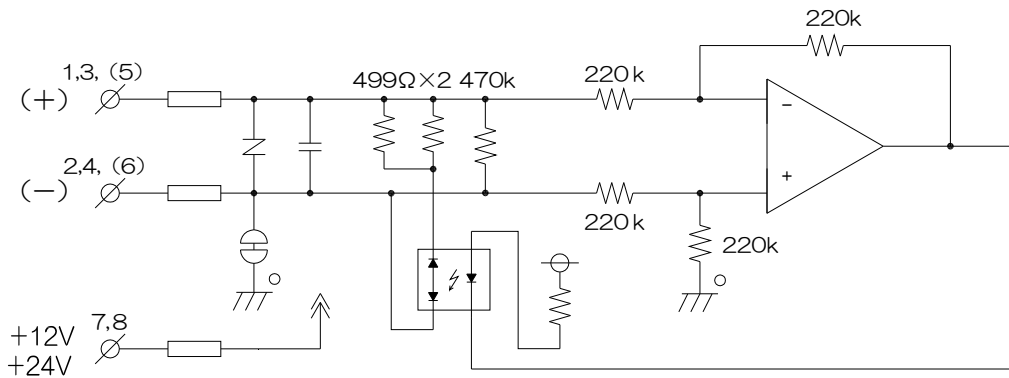 220k
1,3, (5)
(+)
499Ω×2 470k
220k
−
2,4, (6)
(−)
+
220k
220k
+12V 7,8
+24V